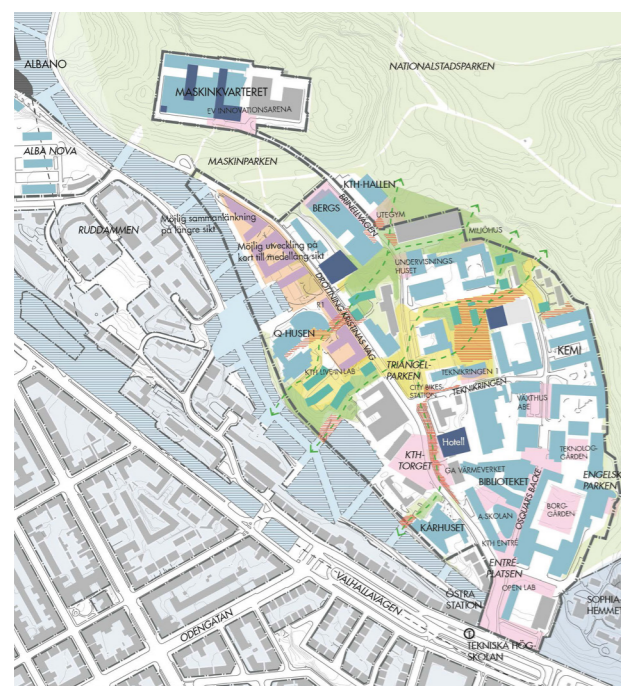 ALBANO
NATIONALSTADSPARKEN
MASKINKVARTERET
EV INNOVATIONSARENA
ALBA NOVA
MASKINPARKEN
KTH-HALLEN
BRINELLVÄGEN
BERGS
UTEGYM
RUDDAMMEN
Möjlig sammanlänkning
på längre sikt
MILJÖHUS
Möjlig utveckling på
kort till medellång sikt
UNDERVISNINGS
HUSET
DROTTNING KRISTINAS VÄG
R1
Q-HUSEN
KEMI
TRIANGEL-
PARKEN
KTH LIVE-IN LAB
TEKNIKRINGEN 1
CITY BIKES
STATION
TEKNIKRINGEN
VÄXTHUS
ABE
Hotell
KTH-
TORGET
TEKNOLOG-
GÅRDEN
GA VÄRMEVERKET
BIBLIOTEKET
ENGELSK
PARKEN
OSQUARS BACKE
BORG-
GÅRDEN
A-SKOLAN
KÅRHUSET
KTH ENTRÉ
ENTRÉ
PLATSEN
VALHALLAVÄGEN
ÖSTRA
STATION
OPEN LAB
SOPHIA
HEMMET
ODENGATAN
T
TEKNISKA HÖG-
SKOLAN